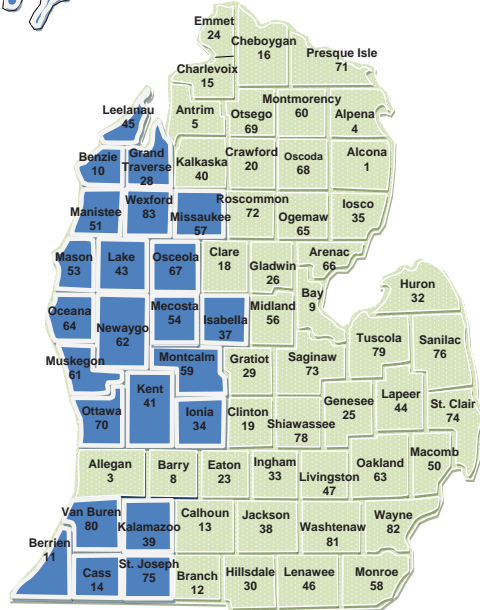 Emmet
24
Cheboygan
16
Presque Isle
71
Charlevoix
15
Leelanau
45
Antrim
5
Otsego
69
Montmorency
60
Alpena
4
Benzie
10
Grand
Traverse
28
Kalkaska
40
Crawford
20
Oscoda
68
Alcona
1
Manistee
51
Wexford
83
Missaukee
57
Roscommon
72
Ogemaw
65
Iosco
35
Mason
53
Lake
43
Osceola
67
Clare
18
Gladwin
26
Arenac
66
Oceana
64
Newaygo
62
Mecosta
54
Isabella
37
Midland
56
Bay
9
Huron
32
Muskegon
61
Montcalm
59
Gratiot
29
Saginaw
73
Tuscola
79
Sanilac
76
Ottawa
70
Kent
41
Ionia
34
Clinton
19
Shiawassee
78
Genesee
25
Lapeer
44
St. Clair
74
Allegan
3
Barry
8
Eaton
23
Ingham
33
Livingston
47
Oakland
63
Macomb
50
Van Buren
80
Kalamazoo
39
Calhoun
13
Jackson
38
Washtenaw
81
Wayne
82
Berrien
11
Cass
14
St. Joseph
75
Branch
12
Hillsdale
30
Lenawee
46
Monroe
58